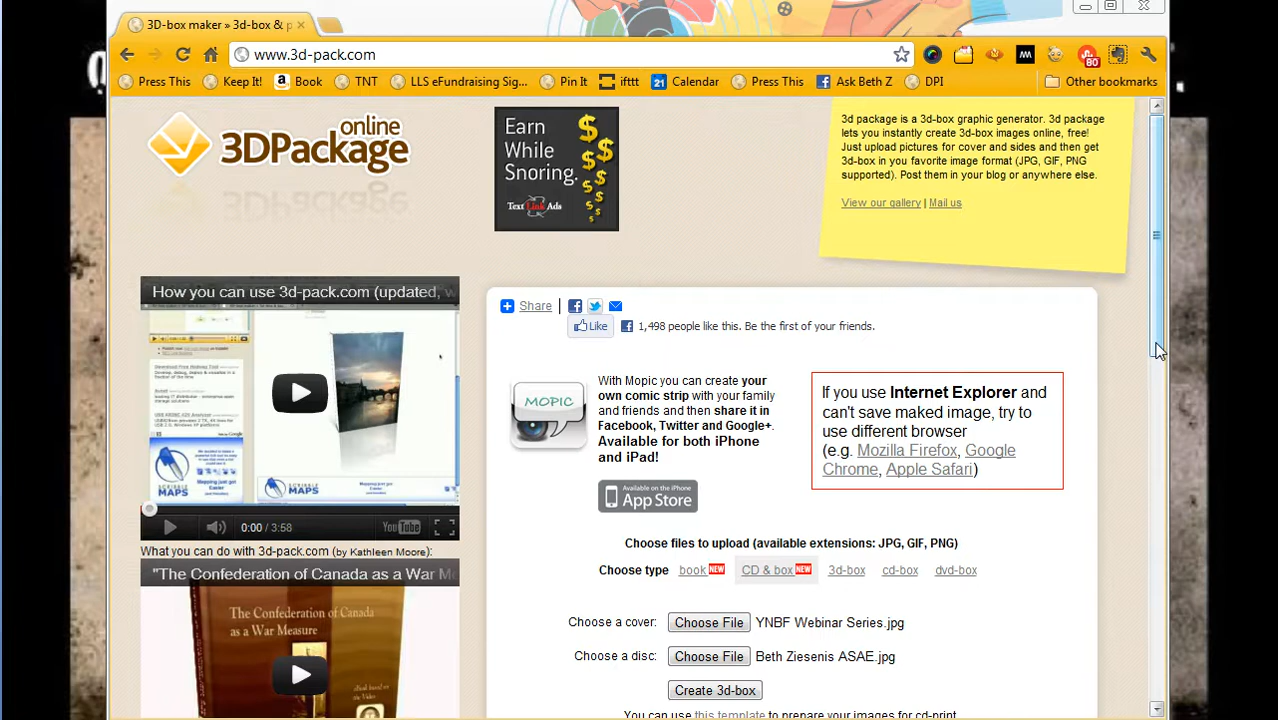 3D-box maker » 3d-box & p
www.3d-pack.com
80
Press This
Keep It!
Book
TNT
LLS eFundraising Sig...
Pin It
ifttt
21 Calendar
Press This
Ask Beth Z
DPI
Other bookmarks
online
3DPackage
Earn
While
Snoring.
Text Link Ads
3d package is a 3d-box graphic generator. 3d package
lets you instantly create 3d-box images online, free!
Just upload pictures for cover and sides and then get
3d-box in you favorite image format (JPG, GIF, PNG
supported). Post them in your blog or anywhere else.
View our gallery | Mail us
How you can use 3d-pack.com (updated, w
SCRIBBLE
MAPS
0:00 / 3:58
YouTube
What you can do with 3d-pack.com (by Kathleen Moore):
"The Confederation of Canada as a War M
The Confederation of Canada
as a War Measure
Share
Like
1,498 people like this. Be the first of your friends.
MOPIC
With Mopic you can create your
own comic strip with your family
and friends and then share it in
Facebook, Twitter and Google+.
Available for both iPhone
and iPad!
Available on the iPhone
App Store
If you use Internet Explorer and
can't use maked image, try to
use different browser
(e.g. Mozilla Firefox, Google
Chrome, Apple Safari)
Choose files to upload (available extensions: JPG, GIF, PNG)
Choose type book NEW CD & box NEW 3d-box cd-box dvd-box
Choose a cover: Choose File YNBF Webinar Series.jpg
Choose a disc: Choose File Beth Ziesenis ASAE.jpg
Create 3d-box
You can use this template to prepare your images for cd-print